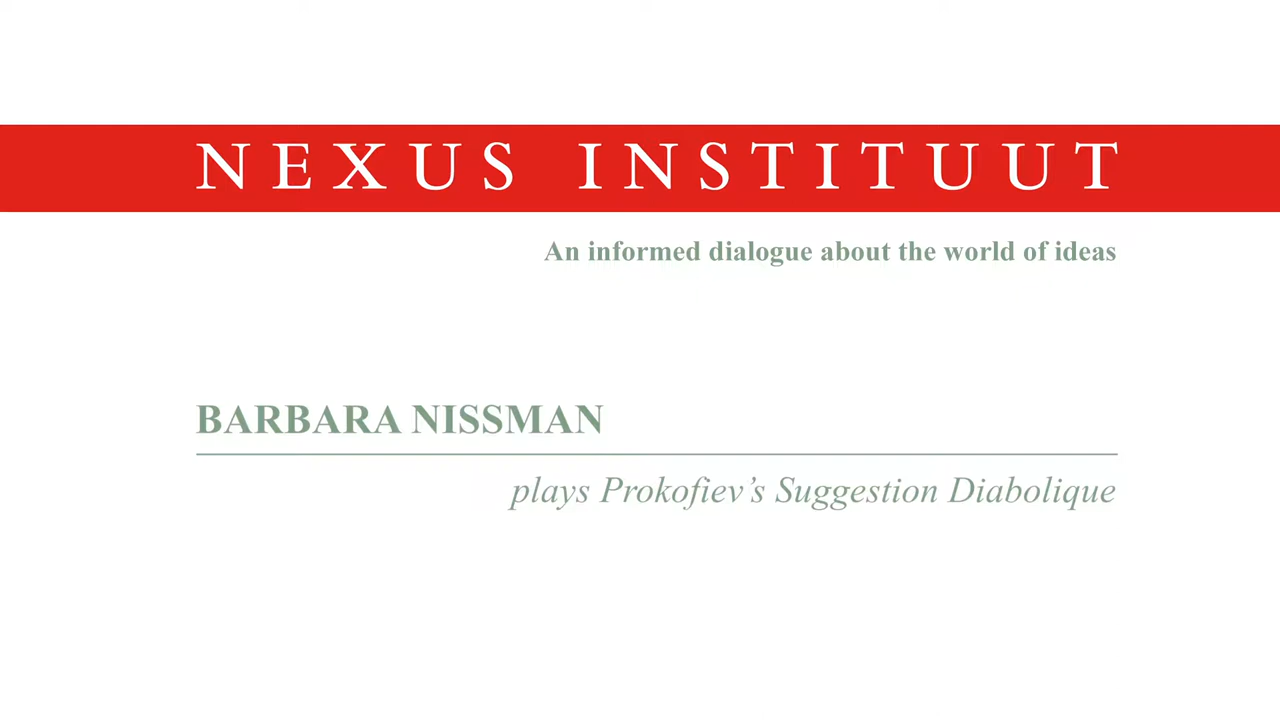 NEXUS INSTITUUT
An informed dialogue about the world of ideas
BARBARA NISSMAN
plays Prokofiev’s Suggestion Diabolique